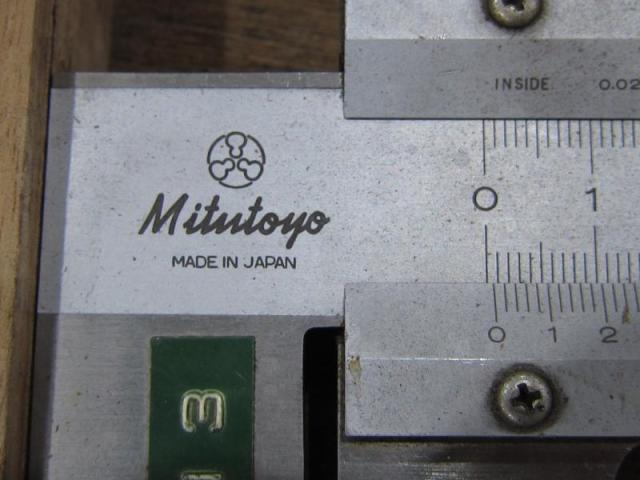 INSIDE 0.02
Mitutoyo
MADE IN JAPAN
0 1
0 1 2
3